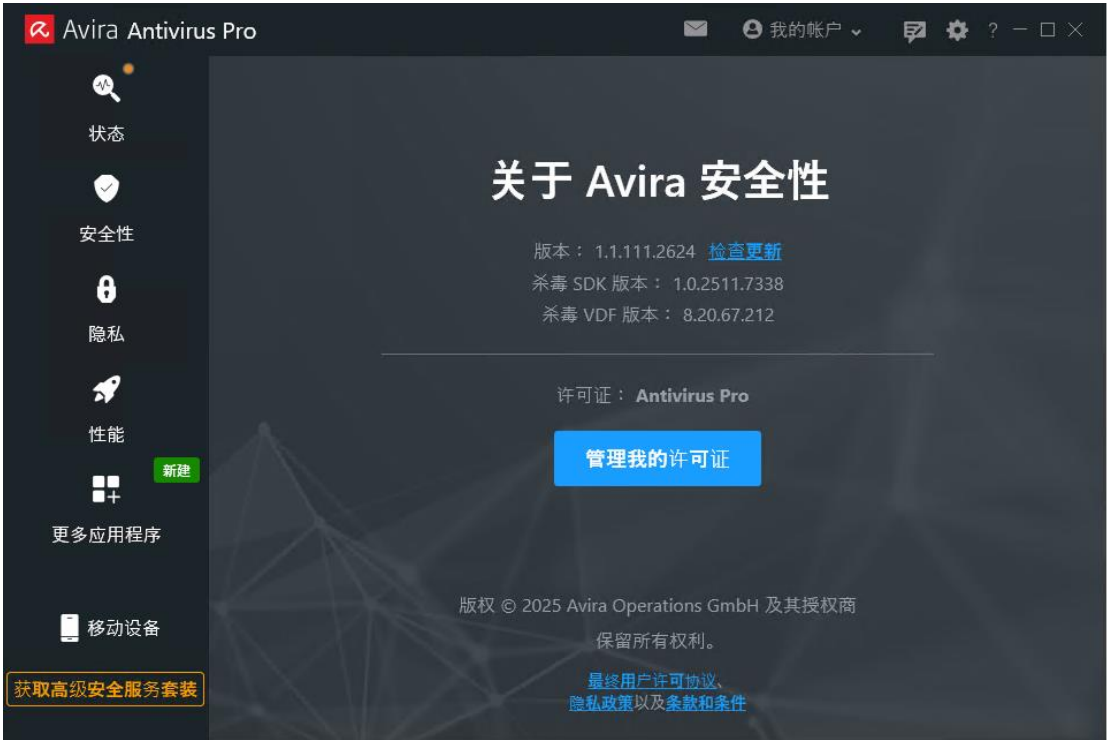 Avira Antivirus Pro
我的帐户
?
状态
安全性
隐私
性能
新建
更多应用程序
移动设备
获取高级安全服务套装
关于 Avira 安全性
版本： 1.1.111.2624 检查更新
杀毒 SDK 版本： 1.0.2511.7338
杀毒 VDF 版本： 8.20.67.212
许可证： Antivirus Pro
管理我的许可证
版权 © 2025 Avira Operations GmbH 及其授权商
保留所有权利。
最终用户许可协议、
隐私政策以及条款和条件